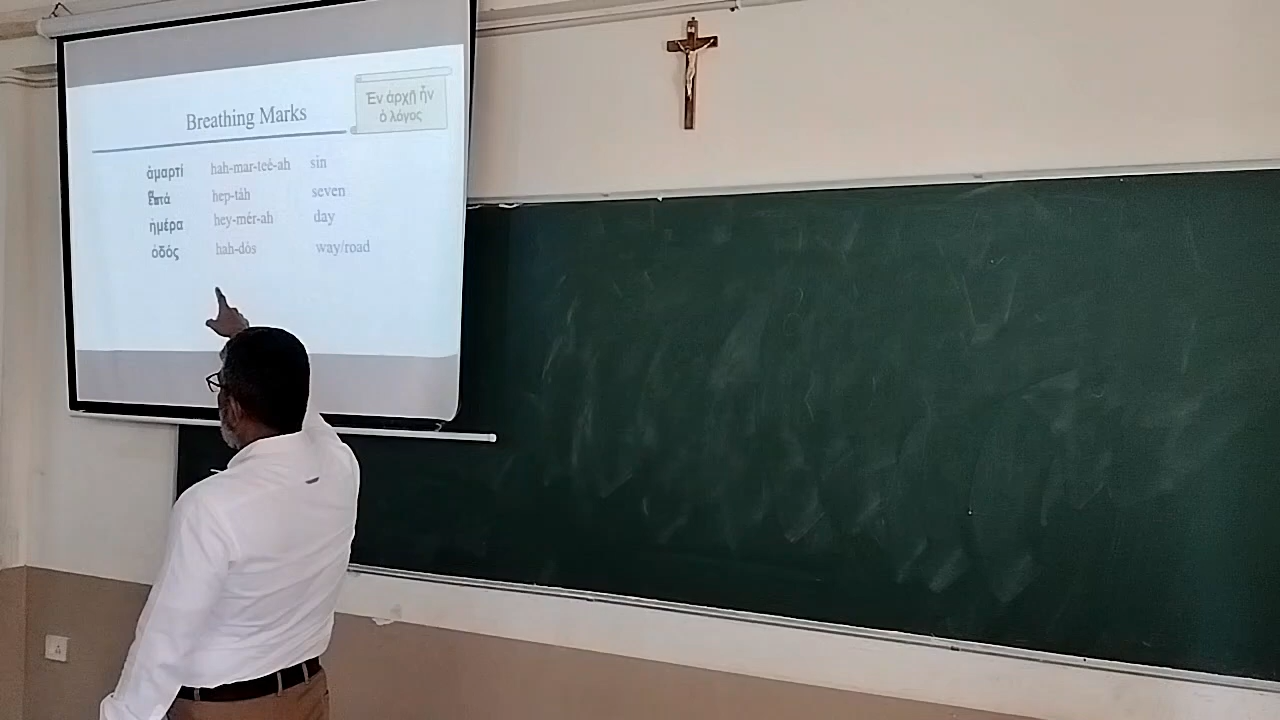 Breathing Marks
Ἐν ἀρχῇ ἦν
ὁ λόγος
ἁμαρτί hah-mar-teé-ah sin
ἑπτά hep-táh seven
ἡμέρα hey-mér-ah day
ὁδός hah-dós way/road